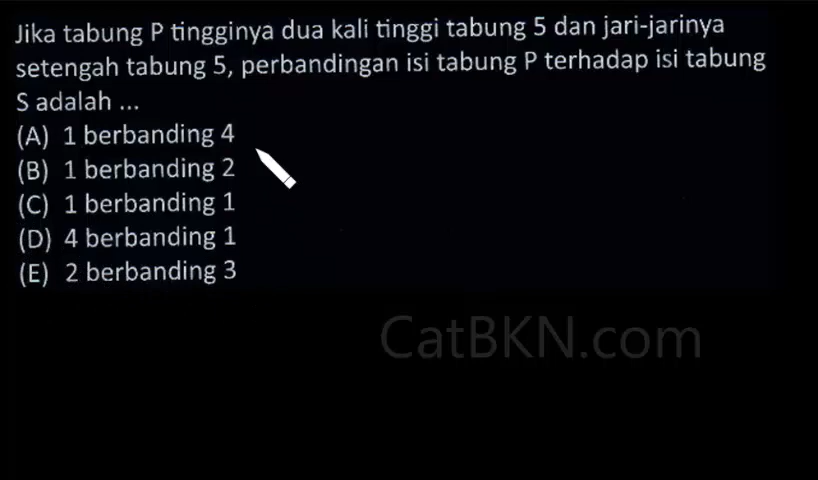 Jika tabung P tingginya dua kali tinggi tabung 5 dan jari-jarinya
setengah tabung 5, perbandingan isi tabung P terhadap isi tabung
S adalah ...
(A) 1 berbanding 4
(B) 1 berbanding 2
(C) 1 berbanding 1
(D) 4 berbanding 1
(E) 2 berbanding 3
CatBKN.com